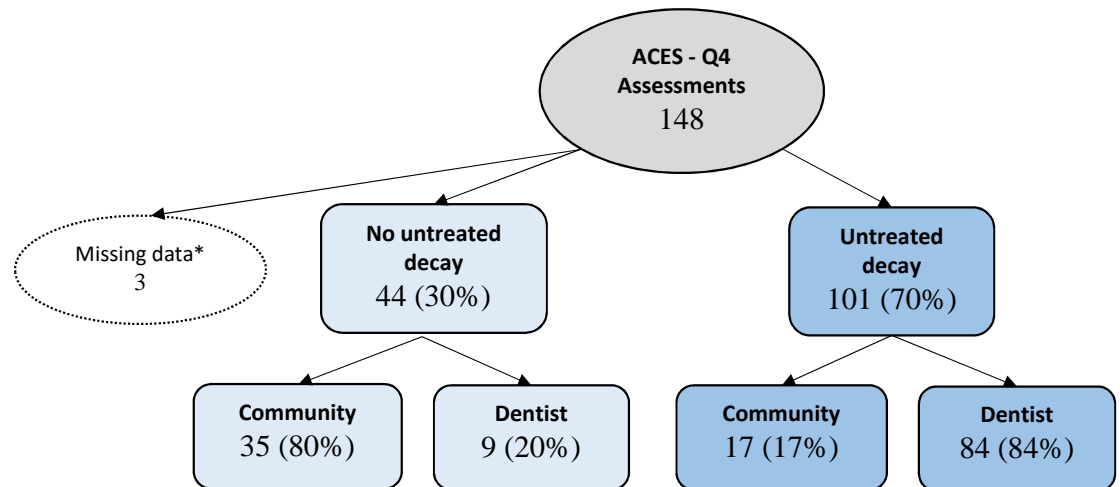 ACES - Q4
Assessments
148
Missing data*
3
No untreated
decay
44 (30%)
Untreated
decay
101 (70%)
Community
35 (80%)
Dentist
9 (20%)
Community
17 (17%)
Dentist
84 (84%)